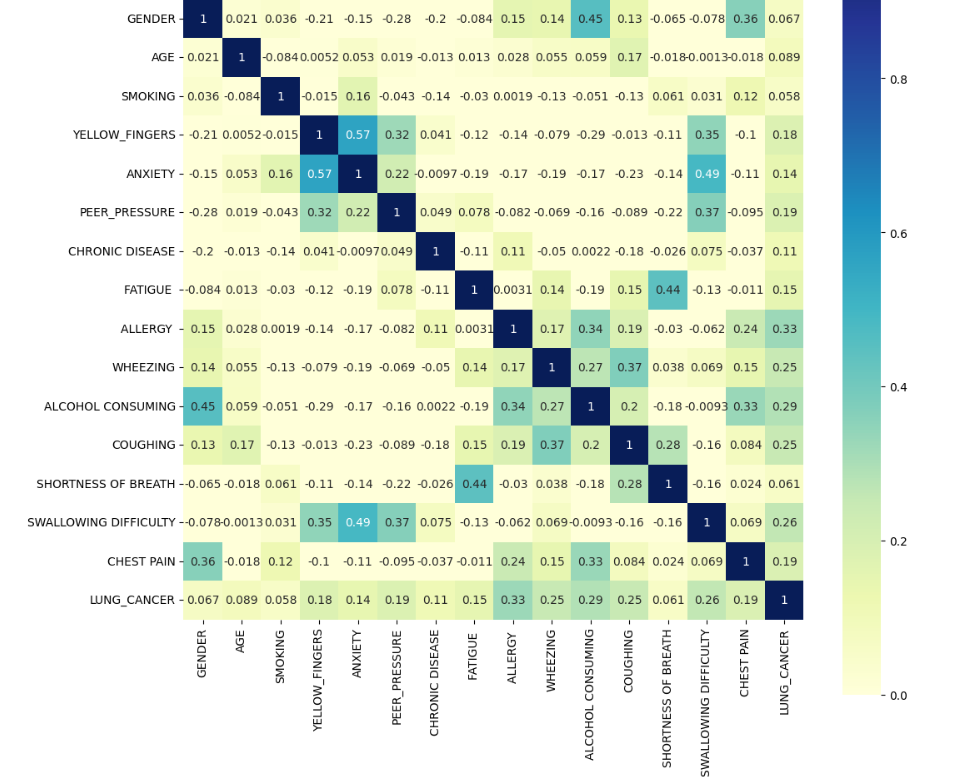 GENDER 1 0.021 0.036 -0.21 -0.15 -0.28 -0.2 -0.084 0.15 0.14 0.45 0.13 -0.065 -0.078 0.36 0.067
AGE 0.021 1 -0.084 0.0052 0.053 0.019 -0.013 0.013 0.028 0.055 0.059 0.17 -0.018 -0.0013 -0.018 0.089
SMOKING 0.036 -0.084 1 -0.015 0.16 -0.043 -0.14 -0.03 0.0019 -0.13 -0.051 -0.13 0.061 0.031 0.12 0.058
YELLOW_FINGERS -0.21 0.0052 -0.015 1 0.57 0.32 0.041 -0.12 -0.14 -0.079 -0.29 -0.013 -0.11 0.35 -0.1 0.18
ANXIETY -0.15 0.053 0.16 0.57 1 0.22 -0.0097 -0.19 -0.17 -0.19 -0.17 -0.23 -0.14 0.49 -0.11 0.14
PEER_PRESSURE -0.28 0.019 -0.043 0.32 0.22 1 0.049 0.078 -0.082 -0.069 -0.16 -0.089 -0.22 0.37 -0.095 0.19
CHRONIC DISEASE -0.2 -0.013 -0.14 0.041 -0.0097 0.049 1 -0.11 0.11 -0.05 0.0022 -0.18 -0.026 0.075 -0.037 0.11
FATIGUE -0.084 0.013 -0.03 -0.12 -0.19 0.078 -0.11 1 0.0031 0.14 -0.19 0.15 0.44 -0.13 -0.011 0.15
ALLERGY 0.15 0.028 0.0019 -0.14 -0.17 -0.082 0.11 0.0031 1 0.17 0.34 0.19 -0.03 -0.062 0.24 0.33
WHEEZING 0.14 0.055 -0.13 -0.079 -0.19 -0.069 -0.05 0.14 0.17 1 0.27 0.37 0.038 0.069 0.15 0.25
ALCOHOL CONSUMING 0.45 0.059 -0.051 -0.29 -0.17 -0.16 0.0022 -0.19 0.34 0.27 1 0.2 -0.18 -0.0093 0.33 0.29
COUGHING 0.13 0.17 -0.13 -0.013 -0.23 -0.089 -0.18 0.15 0.19 0.37 0.2 1 0.28 -0.16 0.084 0.25
SHORTNESS OF BREATH -0.065 -0.018 0.061 -0.11 -0.14 -0.22 -0.026 0.44 -0.03 0.038 -0.18 0.28 1 -0.16 0.024 0.061
SWALLOWING DIFFICULTY -0.078 -0.0013 0.031 0.35 0.49 0.37 0.075 -0.13 -0.062 0.069 -0.0093 -0.16 -0.16 1 0.069 0.26
CHEST PAIN 0.36 -0.018 0.12 -0.1 -0.11 -0.095 -0.037 -0.011 0.24 0.15 0.33 0.084 0.024 0.069 1 0.19
LUNG_CANCER 0.067 0.089 0.058 0.18 0.14 0.19 0.11 0.15 0.33 0.25 0.29 0.25 0.061 0.26 0.19 1
GENDER
AGE
SMOKING
YELLOW_FINGERS
ANXIETY
PEER_PRESSURE
CHRONIC DISEASE
FATIGUE
ALLERGY
WHEEZING
ALCOHOL CONSUMING
COUGHING
SHORTNESS OF BREATH
SWALLOWING DIFFICULTY
CHEST PAIN
LUNG_CANCER
0.8
0.6
0.4
0.2
0.0